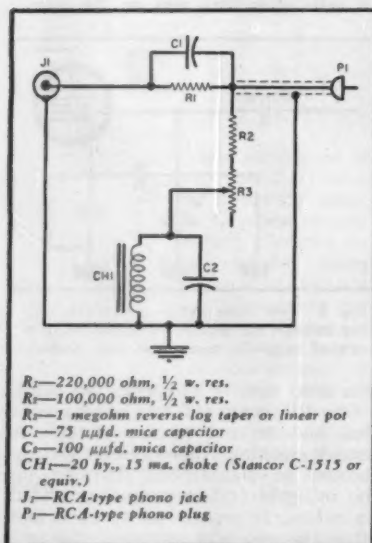 C1
J1
P1
R1
R2
R3
CH1
C2
R₁—220,000 ohm, ½ w. res.
R₂—100,000 ohm, ½ w. res.
R₃—1 megohm reverse log taper or linear pot
C₁—75 μμfd. mica capacitor
C₂—100 μμfd. mica capacitor
CH₁—20 hy., 15 ma. choke (Stancor C-1515 or
equiv.)
J₁—RCA-type phono jack
P₁—RCA-type phono plug